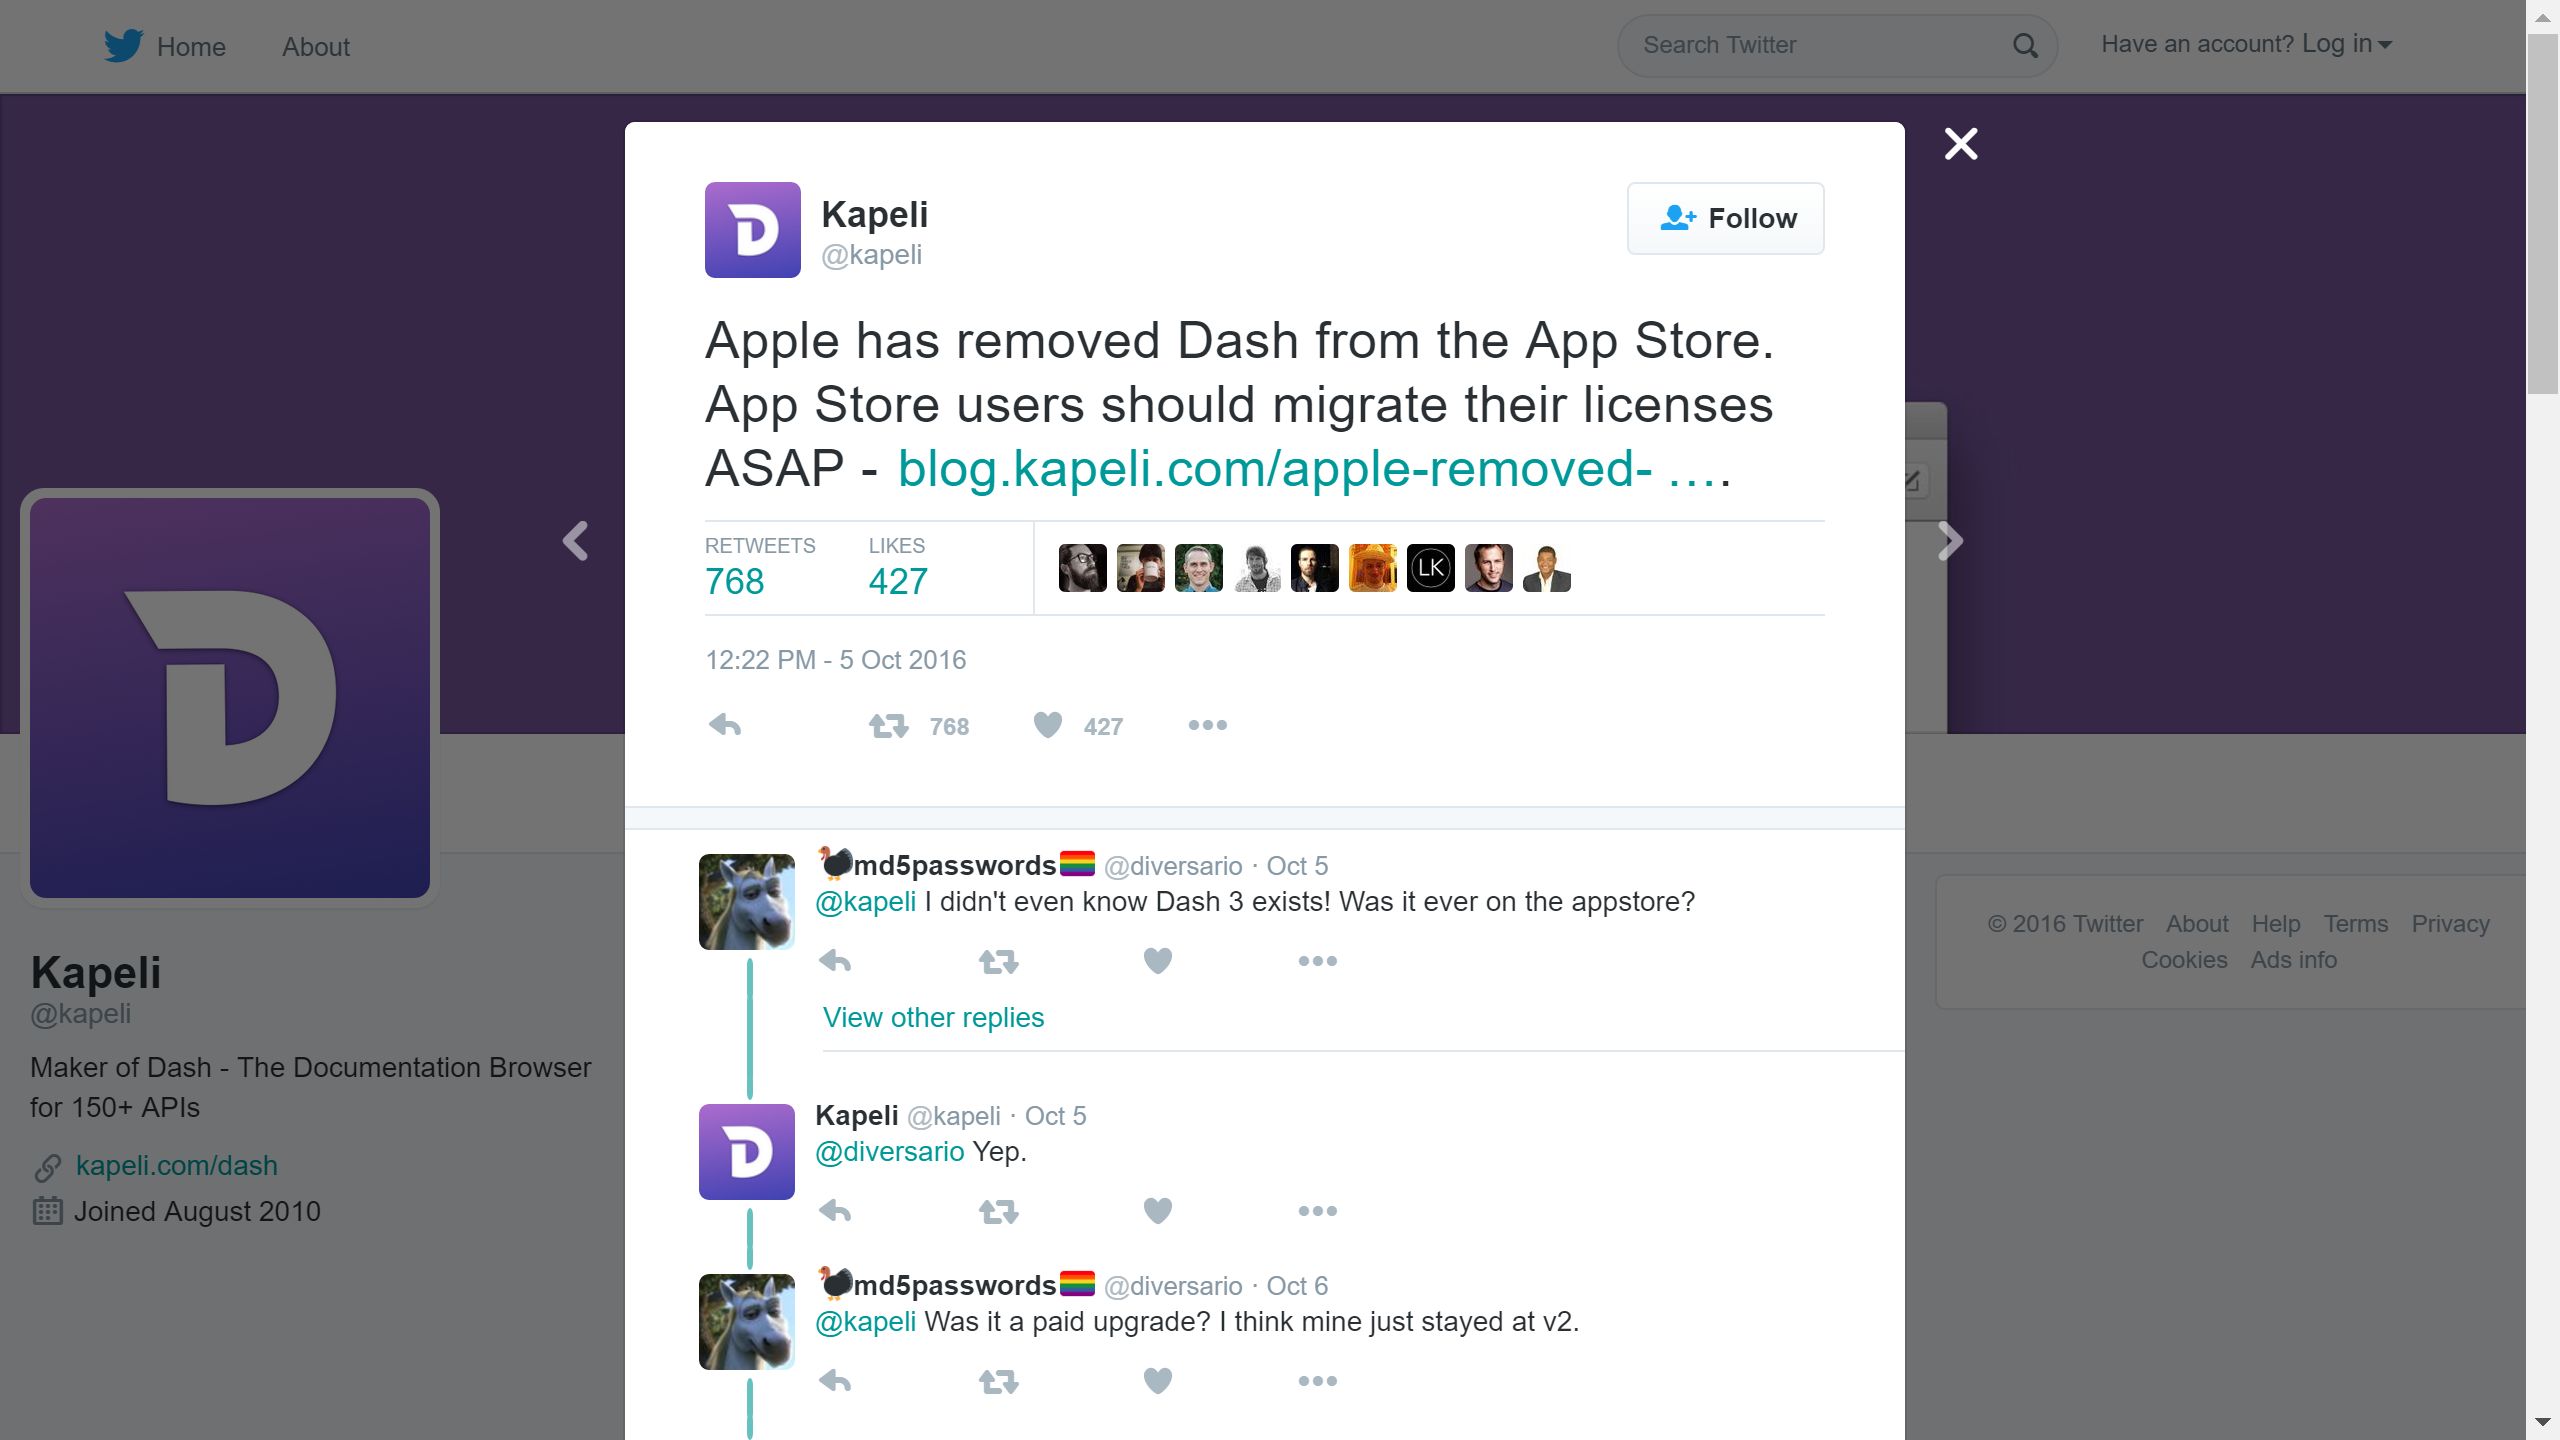 Home
About
Search Twitter
Have an account? Log in
Kapeli
@kapeli
Follow
Apple has removed Dash from the App Store.
App Store users should migrate their licenses
ASAP - blog.kapeli.com/apple-removed- ….
RETWEETS
768
LIKES
427
LK
12:22 PM - 5 Oct 2016
768
427
md5passwords @diversario · Oct 5
@kapeli I didn't even know Dash 3 exists! Was it ever on the appstore?
View other replies
Kapeli @kapeli · Oct 5
@diversario Yep.
md5passwords @diversario · Oct 6
@kapeli Was it a paid upgrade? I think mine just stayed at v2.
Kapeli
@kapeli
Maker of Dash - The Documentation Browser
for 150+ APIs
kapeli.com/dash
Joined August 2010
© 2016 Twitter About Help Terms Privacy
Cookies Ads info